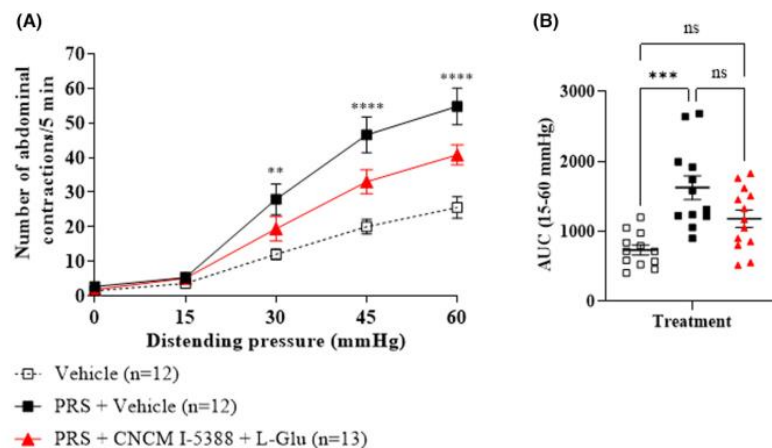 (A)
70
60
50
40
30
20
10
0
Number of abdominal
contractions/5 min
**
****
****
0 15 30 45 60
Distending pressure (mmHg)
Vehicle (n=12)
PRS + Vehicle (n=12)
PRS + CNCM I-5388 + L-Glu (n=13)
(B)
ns
*** ns
3000
2000
1000
0
AUC (15-60 mmHg)
Treatment